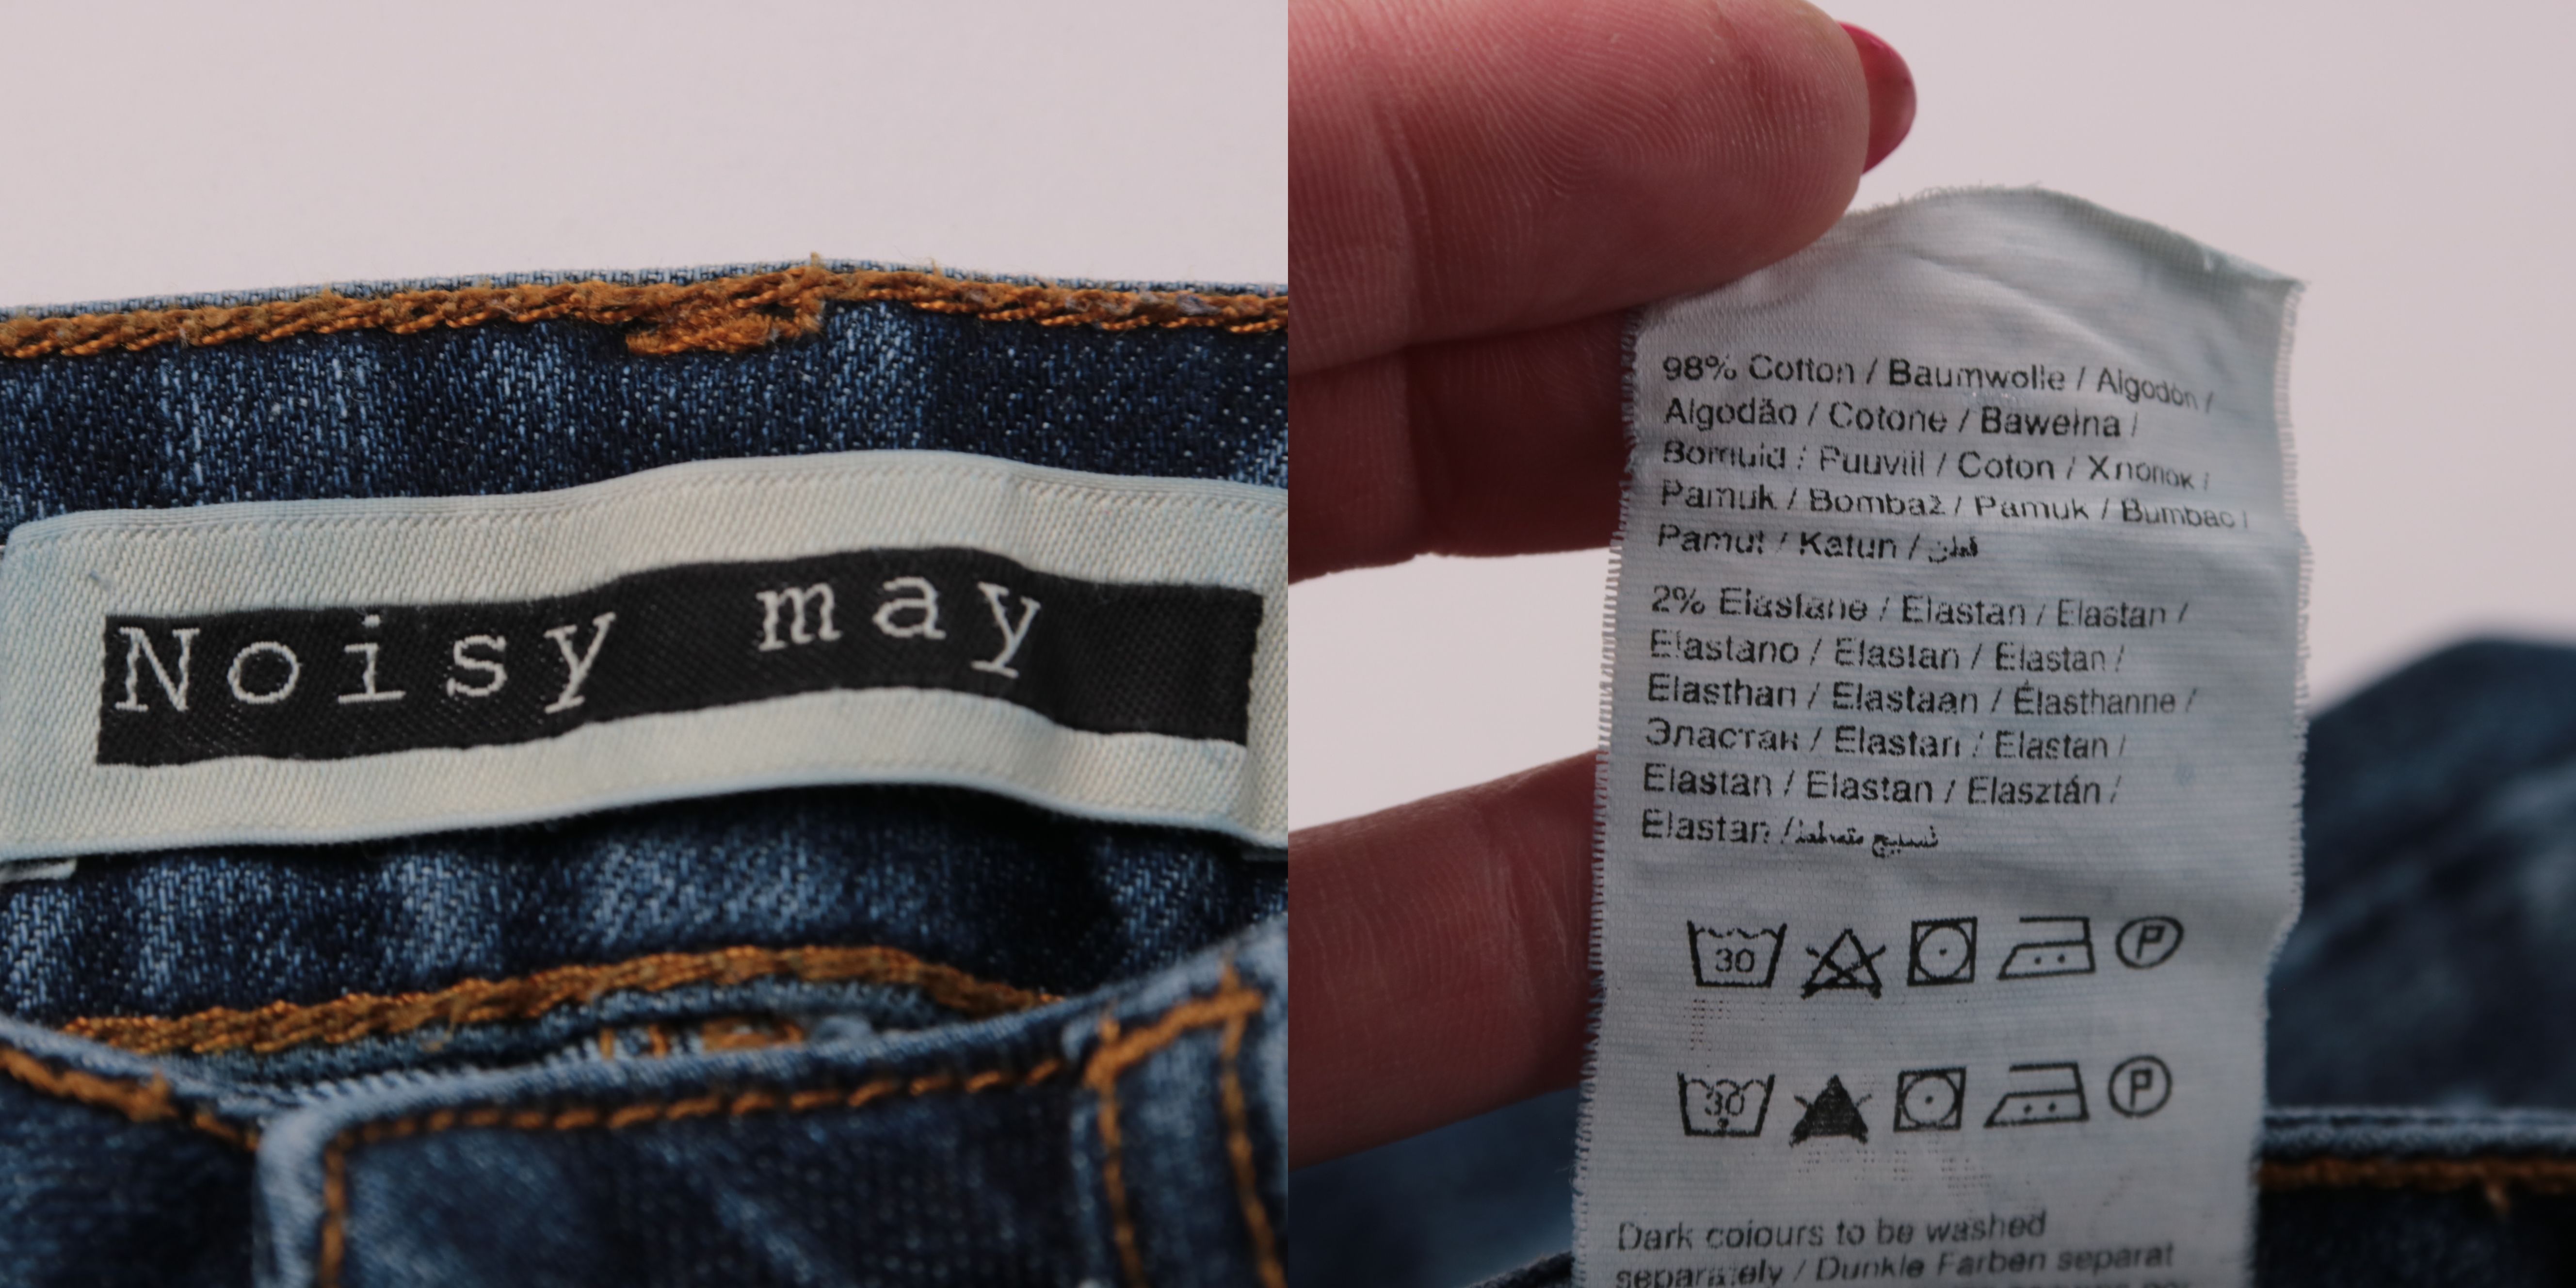 Noisy may
98% Cotton / Baumwolle / Algodón /
Algodão / Cotone / Bawełna /
Bomuld / Puuvill / Coton / Хлопок /
Pamuk / Bombaž / Pamuk / Bumbac /
Pamut / Katun / قطن
2% Elastane / Elastan / Elastan /
Elastano / Elastan / Elastan /
Elasthan / Elastaan / Élasthanne /
Эластан / Elastan / Elastan /
Elastan / Elastan / Elasztán /
Elastan / نسيج
30
P
30
P
Dark colours to be washed
separately / Dunkle Farben separat